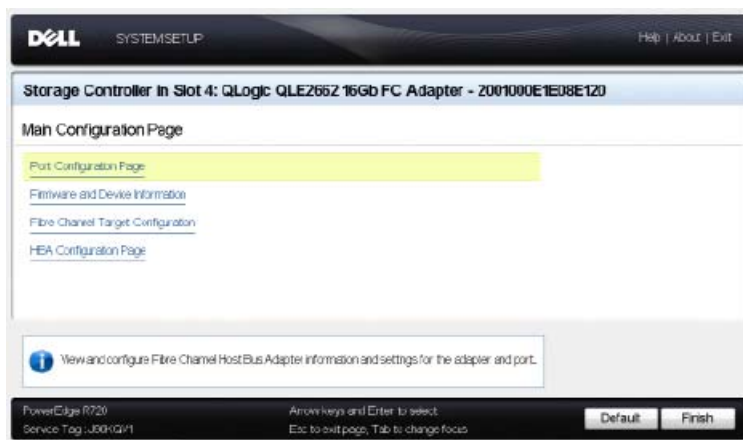 DELL SYSTEM SETUP
Help | About | Exit
Storage Controller in Slot 4: QLogic QLE2662 16Gb FC Adapter - 2001000E1E08E120
Main Configuration Page
Port Configuration Page
Firmware and Device Information
Fibre Channel Target Configuration
HBA Configuration Page
View and configure Fibre Channel Host Bus Adapter information and settings for the adapter and port.
PowerEdge R720
Service Tag :
Arrow keys and Enter to select
Esc to exit page, Tab to change focus
Default
Finish